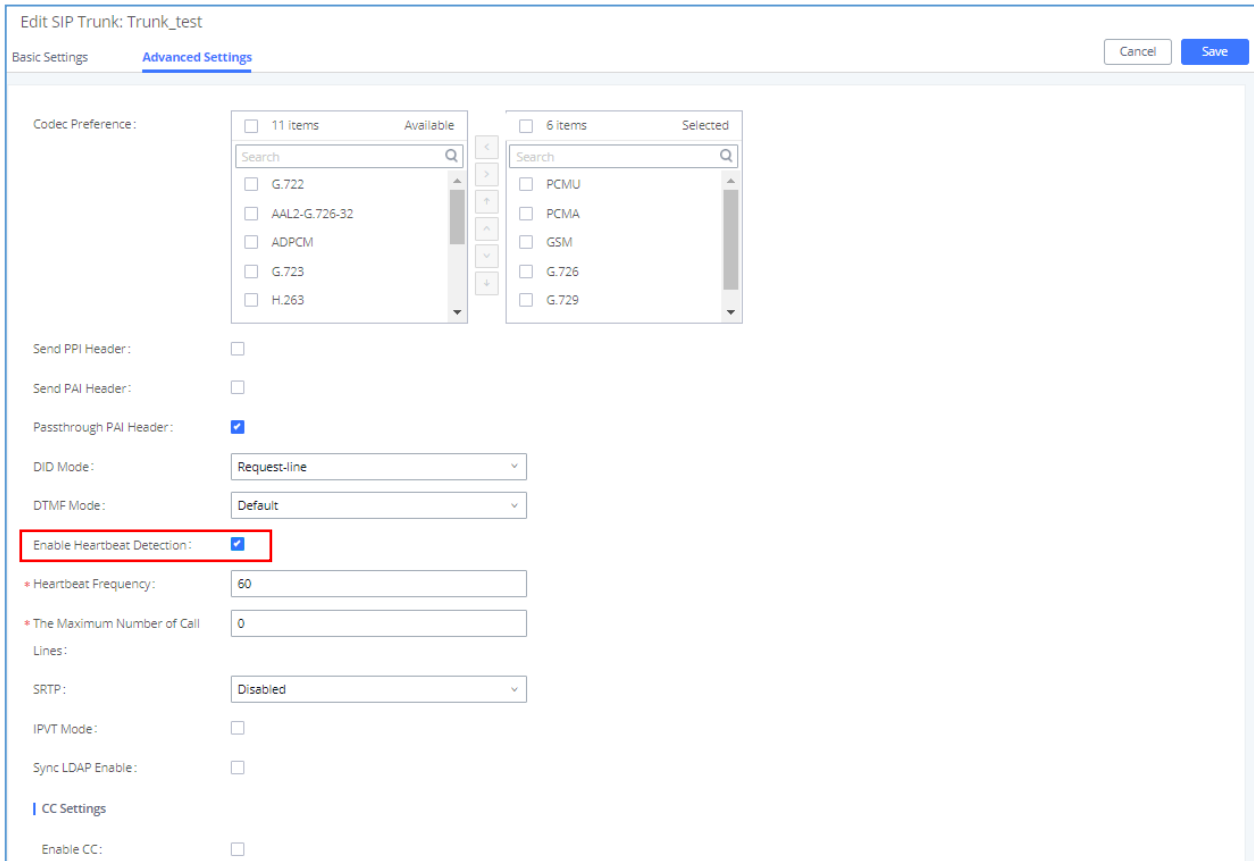 Edit SIP Trunk: Trunk_test
Basic Settings Advanced Settings Cancel Save
Codec Preference:
11 items Available
Search
G.722
AAL2-G.726-32
ADPCM
G.723
H.263
6 items Selected
Search
PCMU
PCMA
GSM
G.726
G.729
Send PPI Header:
Send PAI Header:
Passthrough PAI Header:
DID Mode: Request-line
DTMF Mode: Default
Enable Heartbeat Detection:
* Heartbeat Frequency: 60
* The Maximum Number of Call 0
Lines:
SRTP: Disabled
IPVT Mode:
Sync LDAP Enable:
CC Settings
Enable CC: